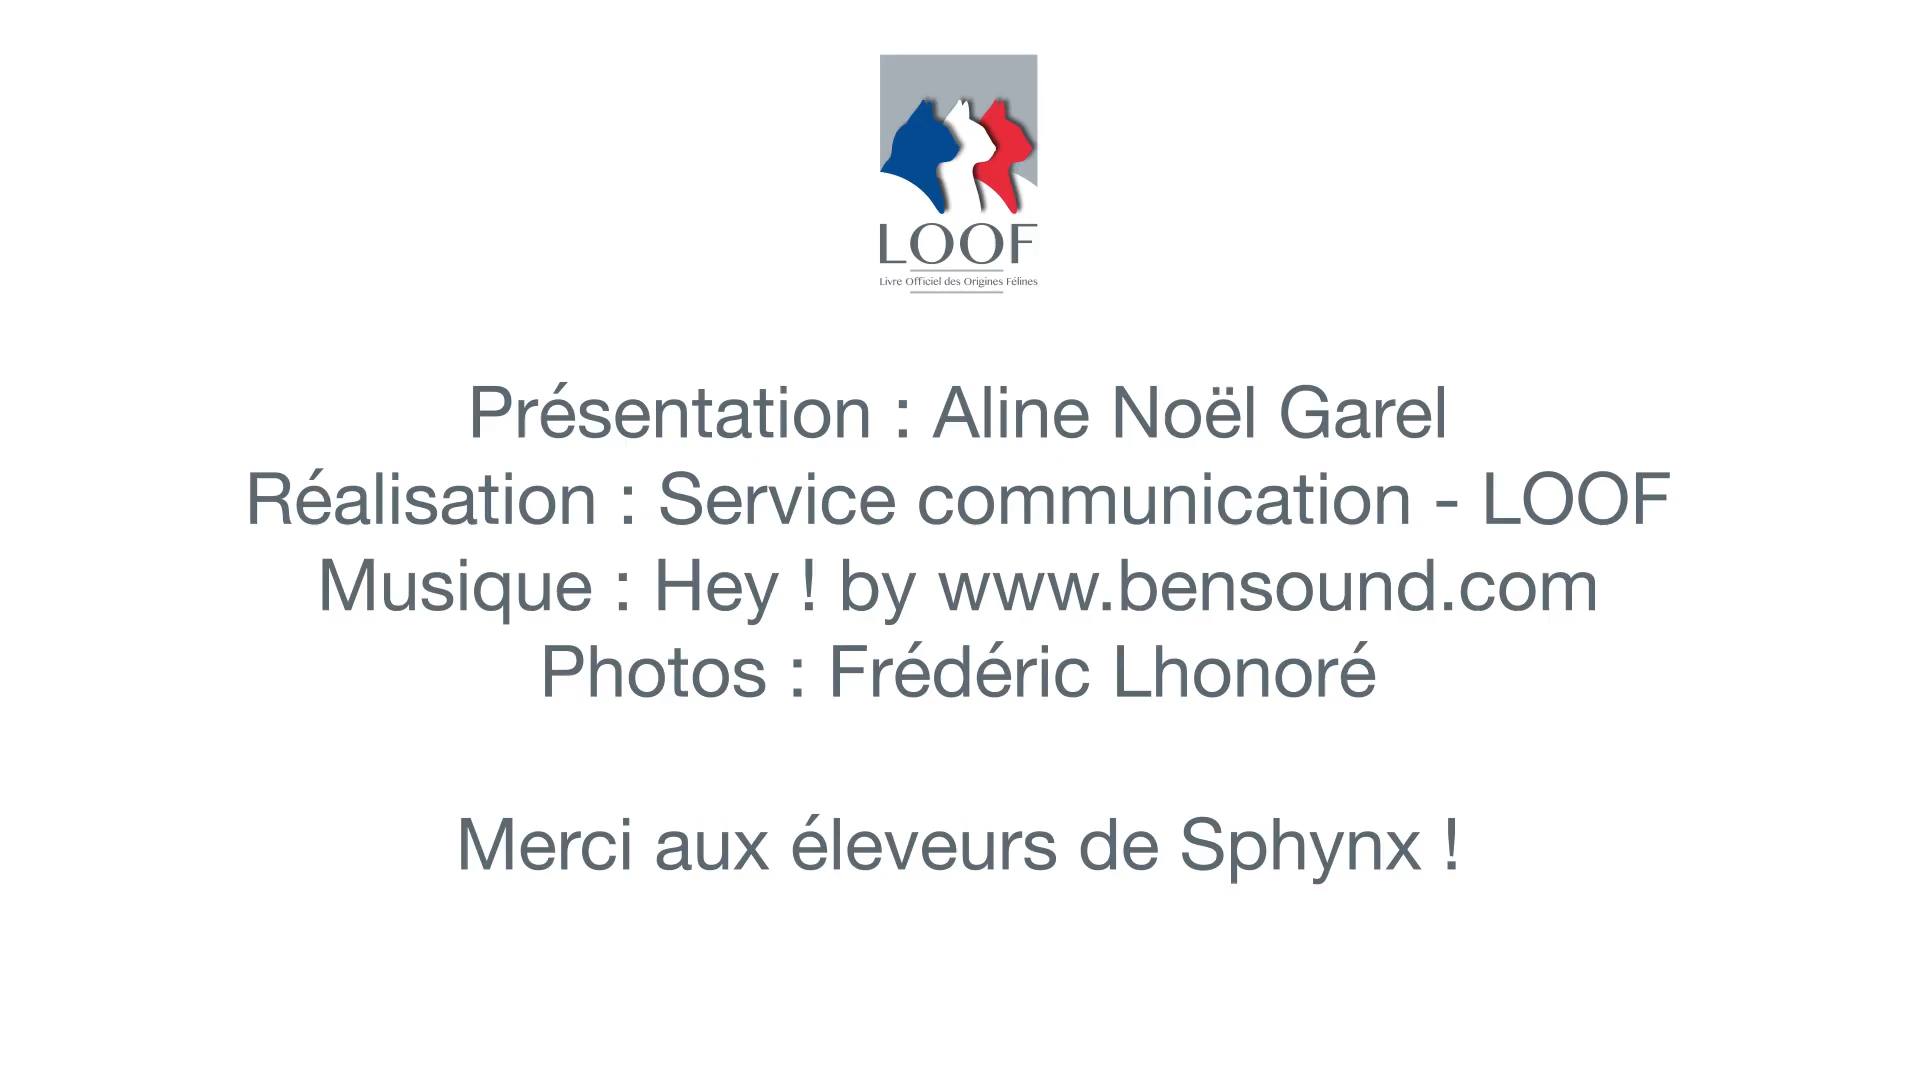 LOOF
Livre Officiel des Origines Félines
Présentation : Aline Noël Garel
Réalisation : Service communication - LOOF
Musique : Hey ! by www.bensound.com
Photos : Frédéric Lhonoré
Merci aux éleveurs de Sphynx !